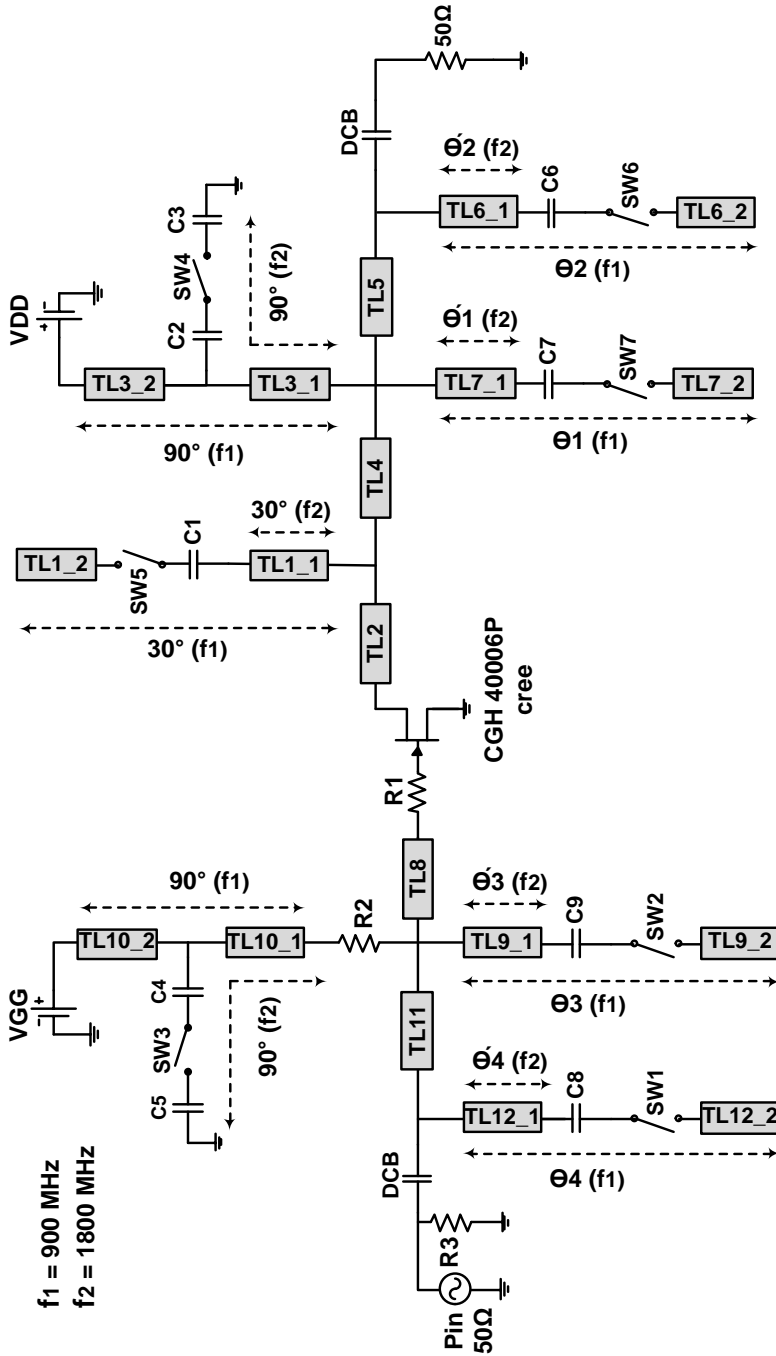 f1 = 900 MHz
f2 = 1800 MHz
Pin
50Ω
R3
DCB
TL12_1
C8
SW1
TL12_2
Ө́4 (f2)
Ө4 (f1)
TL11
VGG
- +
TL10_2
90° (f1)
C4
SW3
C5
TL10_1
90° (f2)
R2
TL9_1
C9
SW2
TL9_2
Ө́3 (f2)
Ө3 (f1)
TL8
R1
CGH 40006P
cree
TL2
TL1_2
SW5
C1
TL1_1
30° (f2)
30° (f1)
TL4
VDD
+ -
TL3_2
90° (f1)
C2
SW4
C3
TL3_1
90° (f2)
TL7_1
C7
SW7
TL7_2
Ө́1 (f2)
Ө1 (f1)
TL5
TL6_1
C6
SW6
TL6_2
Ө́2 (f2)
Ө2 (f1)
DCB
50Ω